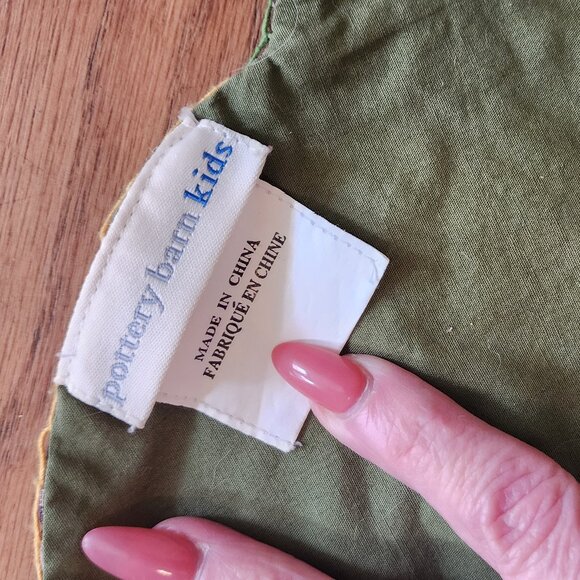 pottery barn kids
MADE IN CHINA
FABRIQUÉ EN CHINE